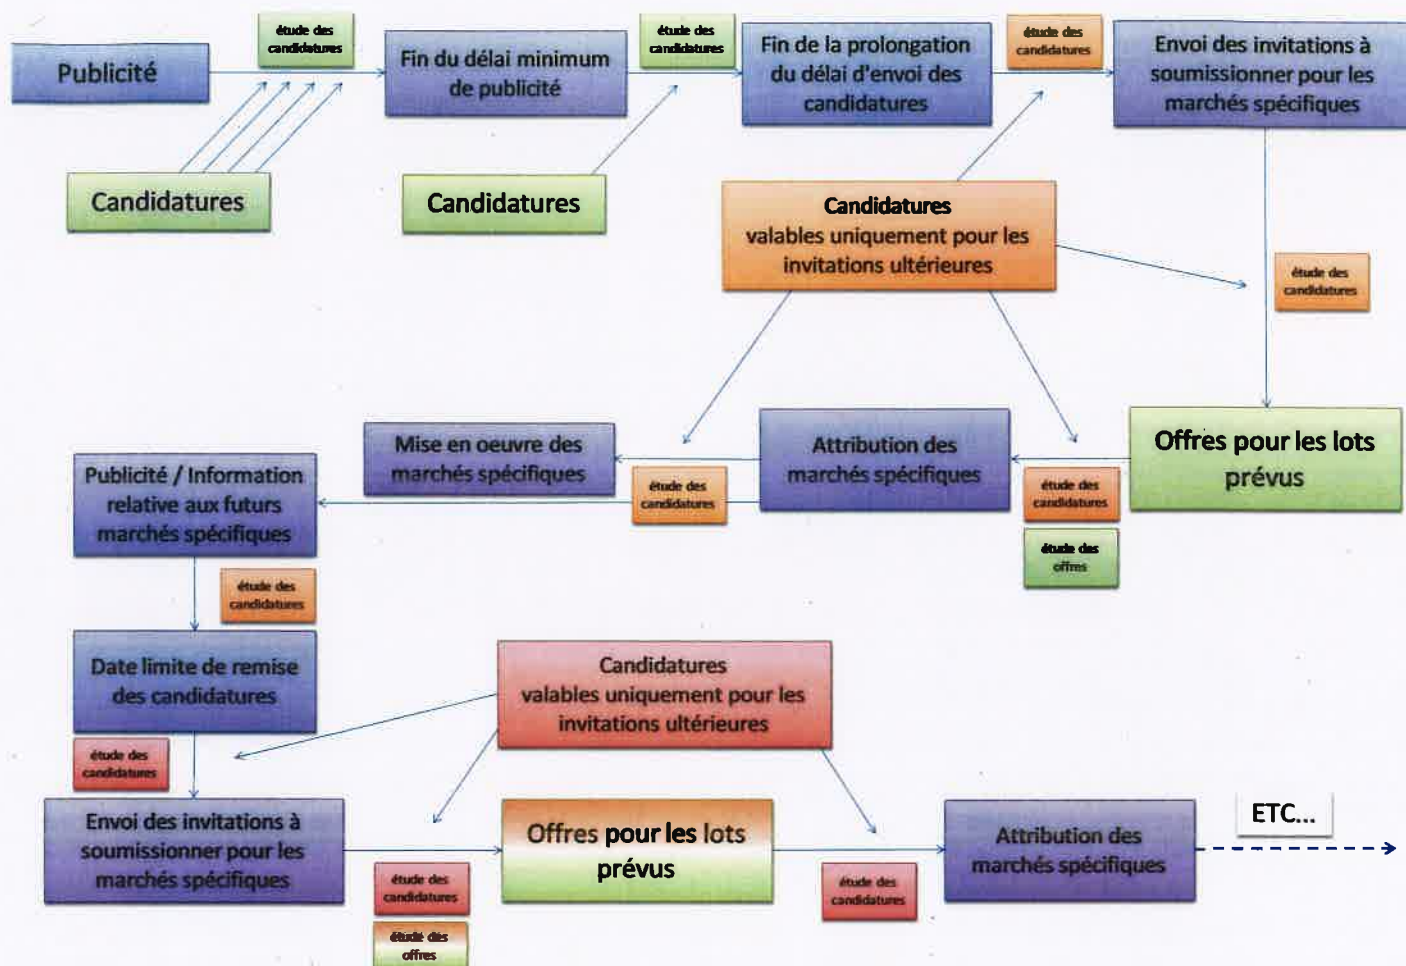 étude des
candidatures
Publicité
Fin du délai minimum
de publicité
étude des
candidatures
Fin de la prolongation
du délai d'envoi des
candidatures
étude des
candidatures
Envoi des invitations à
soumissionner pour les
marchés spécifiques
Candidatures
Candidatures
Candidatures
valables uniquement pour les
invitations ultérieures
étude des
candidatures
Offres pour les lots
prévus
étude des
candidatures
étude des
offres
Attribution des
marchés spécifiques
étude des
candidatures
Mise en oeuvre des
marchés spécifiques
Publicité / Information
relative aux futurs
marchés spécifiques
étude des
candidatures
Date limite de remise
des candidatures
Candidatures
valables uniquement pour les
invitations ultérieures
étude des
candidatures
Envoi des invitations à
soumissionner pour les
marchés spécifiques
étude des
candidatures
étude des
offres
Offres pour les lots
prévus
étude des
candidatures
Attribution des
marchés spécifiques
ETC...